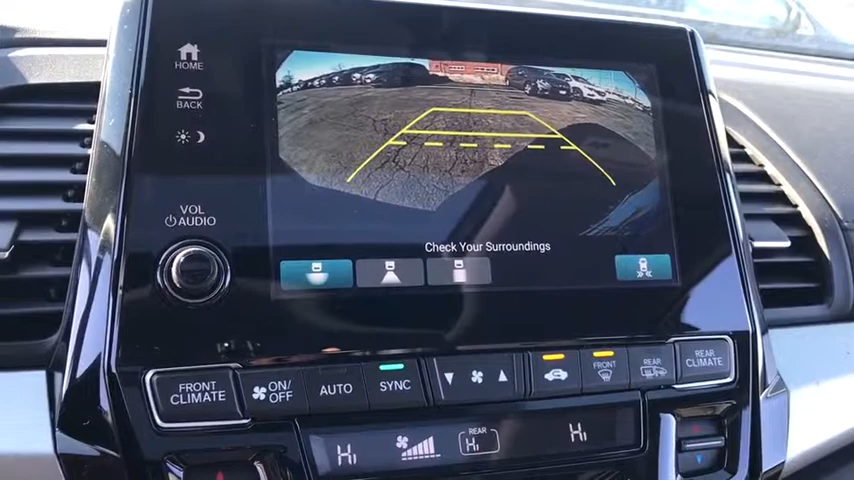 HOME
BACK
VOL
AUDIO
Check Your Surroundings
FRONT
CLIMATE
ON/
OFF
AUTO
SYNC
FRONT
REAR
REAR
CLIMATE
HI
REAR
HI
HI